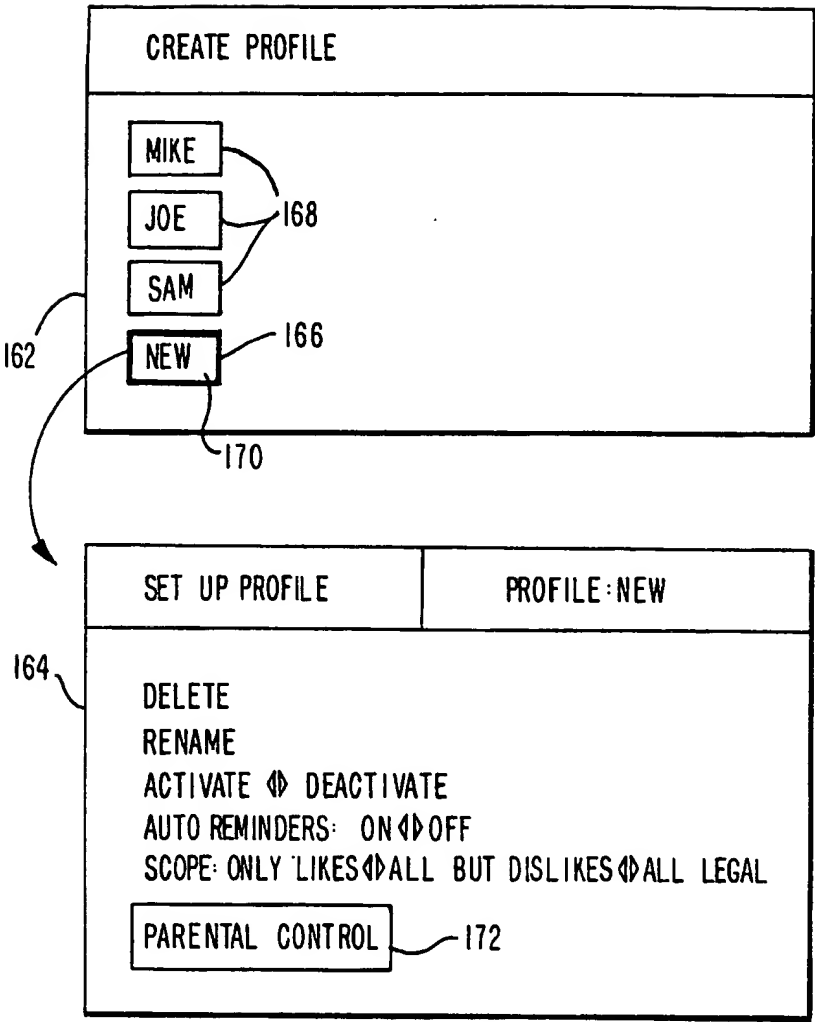 CREATE PROFILE
MIKE
JOE
168
SAM
162
NEW
166
170
SET UP PROFILE
PROFILE:NEW
164
DELETE
RENAME
ACTIVATE ◁▷ DEACTIVATE
AUTO REMINDERS: ON◁▷OFF
SCOPE: ONLY LIKES◁▷ALL BUT DISLIKES◁▷ALL LEGAL
PARENTAL CONTROL
172